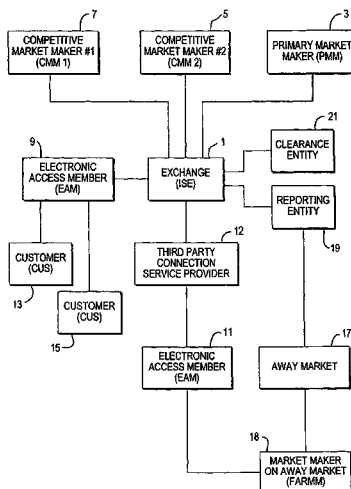 7
5
3
COMPETITIVE
MARKET MAKER #1
(CMM 1)
COMPETITIVE
MARKET MAKER #2
(CMM 2)
PRIMARY MARKET
MAKER (PMM)
21
CLEARANCE
ENTITY
9
1
ELECTRONIC
ACCESS MEMBER
(EAM)
EXCHANGE
(ISE)
REPORTING
ENTITY
19
12
CUSTOMER
(CUS)
13
THIRD PARTY
CONNECTION
SERVICE PROVIDER
CUSTOMER
(CUS)
15
11
17
ELECTRONIC
ACCESS MEMBER
(EAM)
AWAY MARKET
18
MARKET MAKER
ON AWAY MARKET
(FARMM)